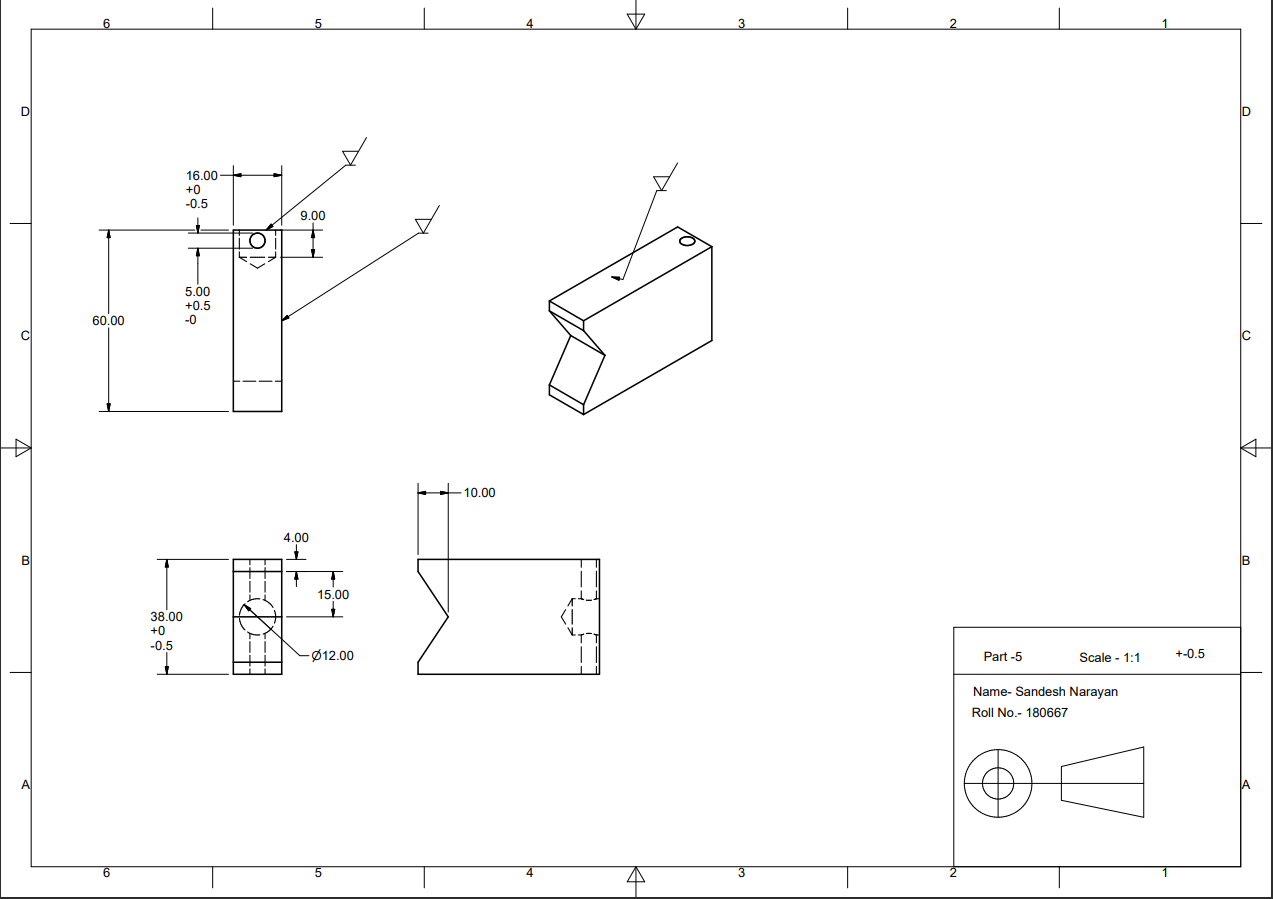 6 5 4 3 2 1
D D
16.00
+0
-0.5
9.00
5.00
+0.5
-0
60.00
C C
10.00
4.00
B B
15.00
38.00
+0
-0.5
Ø12.00
Part -5 Scale - 1:1 +-0.5
Name- Sandesh Narayan
Roll No.- 180667
A A
6 5 4 3 2 1